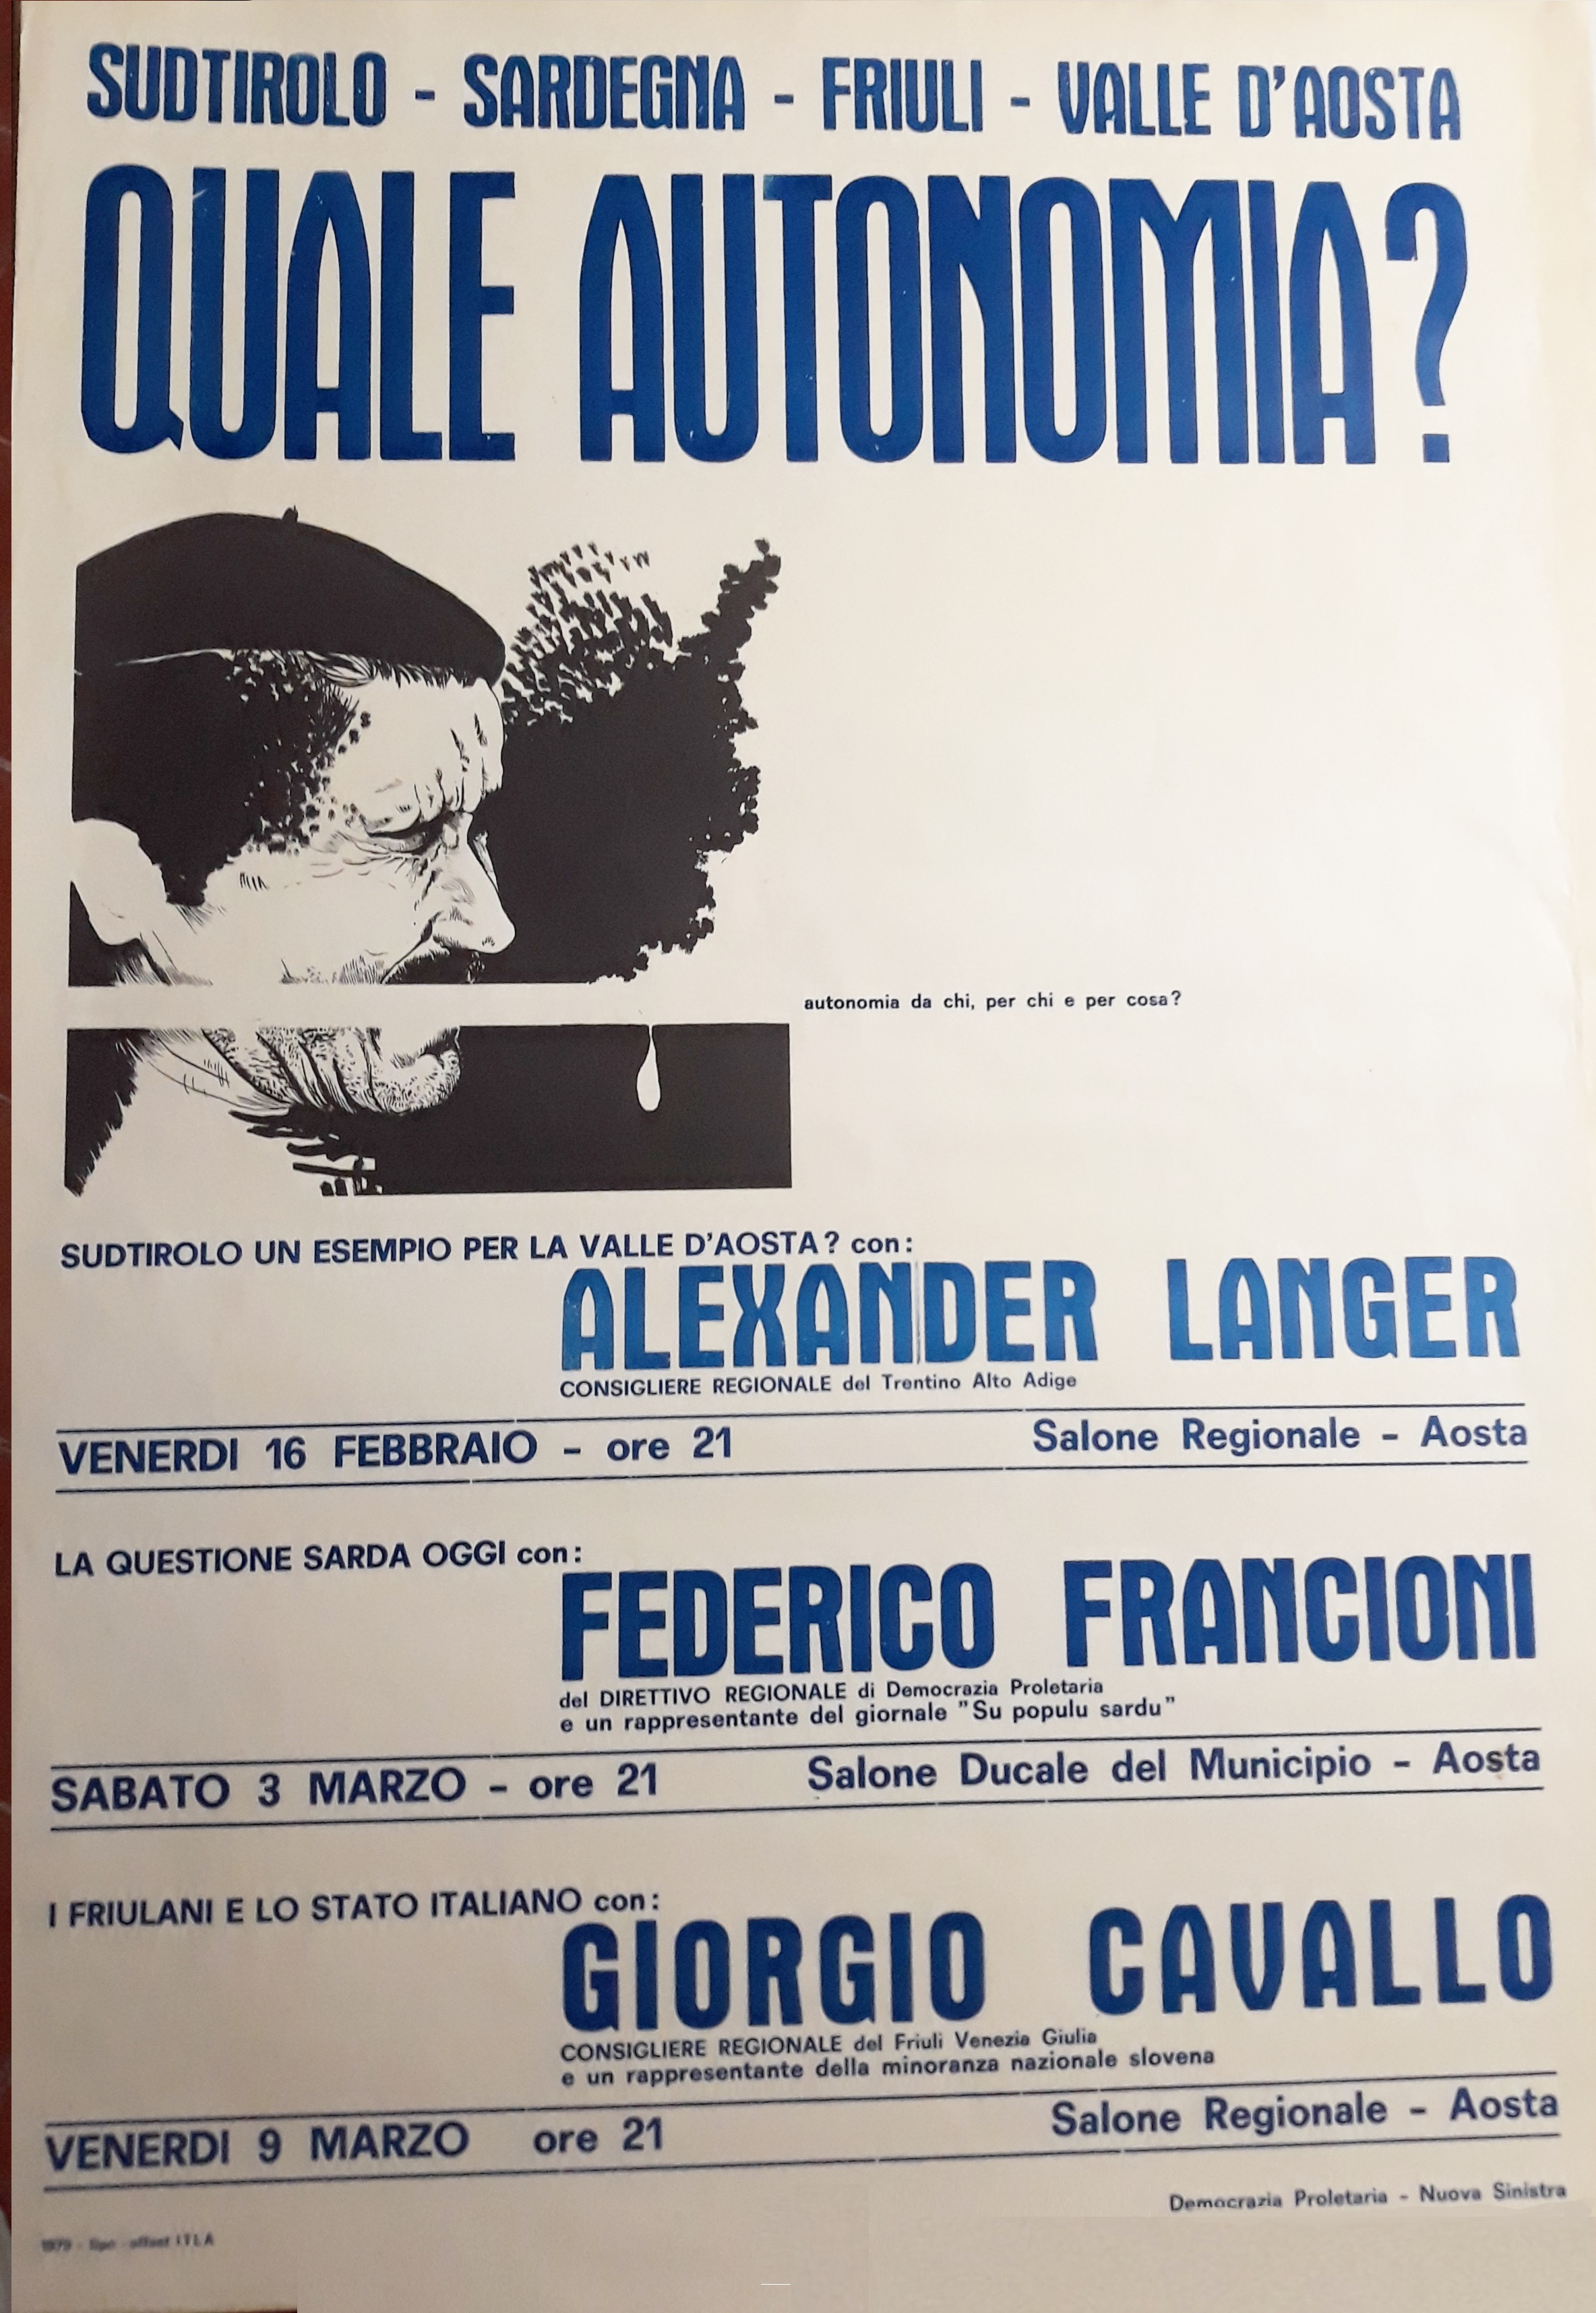 SUDTIROLO - SARDEGNA - FRIULI - VALLE D'AOSTA
QUALE AUTONOMIA?
autonomia da chi, per chi e per cosa?
SUDTIROLO UN ESEMPIO PER LA VALLE D'AOSTA? con:
ALEXANDER LANGER
CONSIGLIERE REGIONALE del Trentino Alto Adige
VENERDI 16 FEBBRAIO - ore 21 Salone Regionale - Aosta
LA QUESTIONE SARDA OGGI con:
FEDERICO FRANCIONI
del DIRETTIVO REGIONALE di Democrazia Proletaria
e un rappresentante del giornale "Su populu sardu"
SABATO 3 MARZO - ore 21 Salone Ducale del Municipio - Aosta
I FRIULANI E LO STATO ITALIANO con:
GIORGIO CAVALLO
CONSIGLIERE REGIONALE del Friuli Venezia Giulia
e un rappresentante della minoranza nazionale slovena
VENERDI 9 MARZO ore 21 Salone Regionale - Aosta
Democrazia Proletaria - Nuova Sinistra
1979 - tipo - offset ITLA